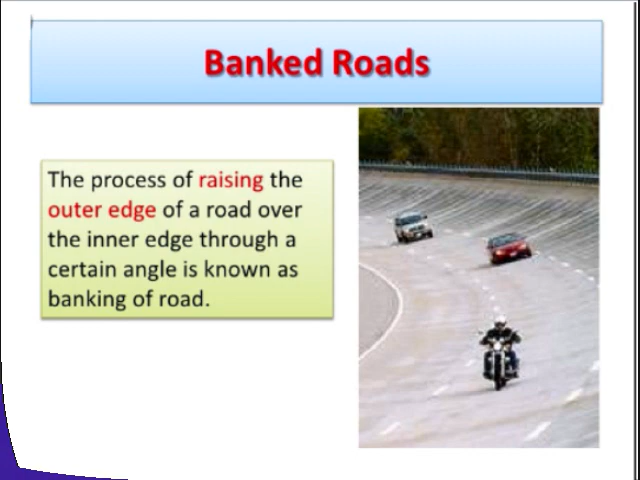 Banked Roads
The process of raising the
outer edge of a road over
the inner edge through a
certain angle is known as
banking of road.